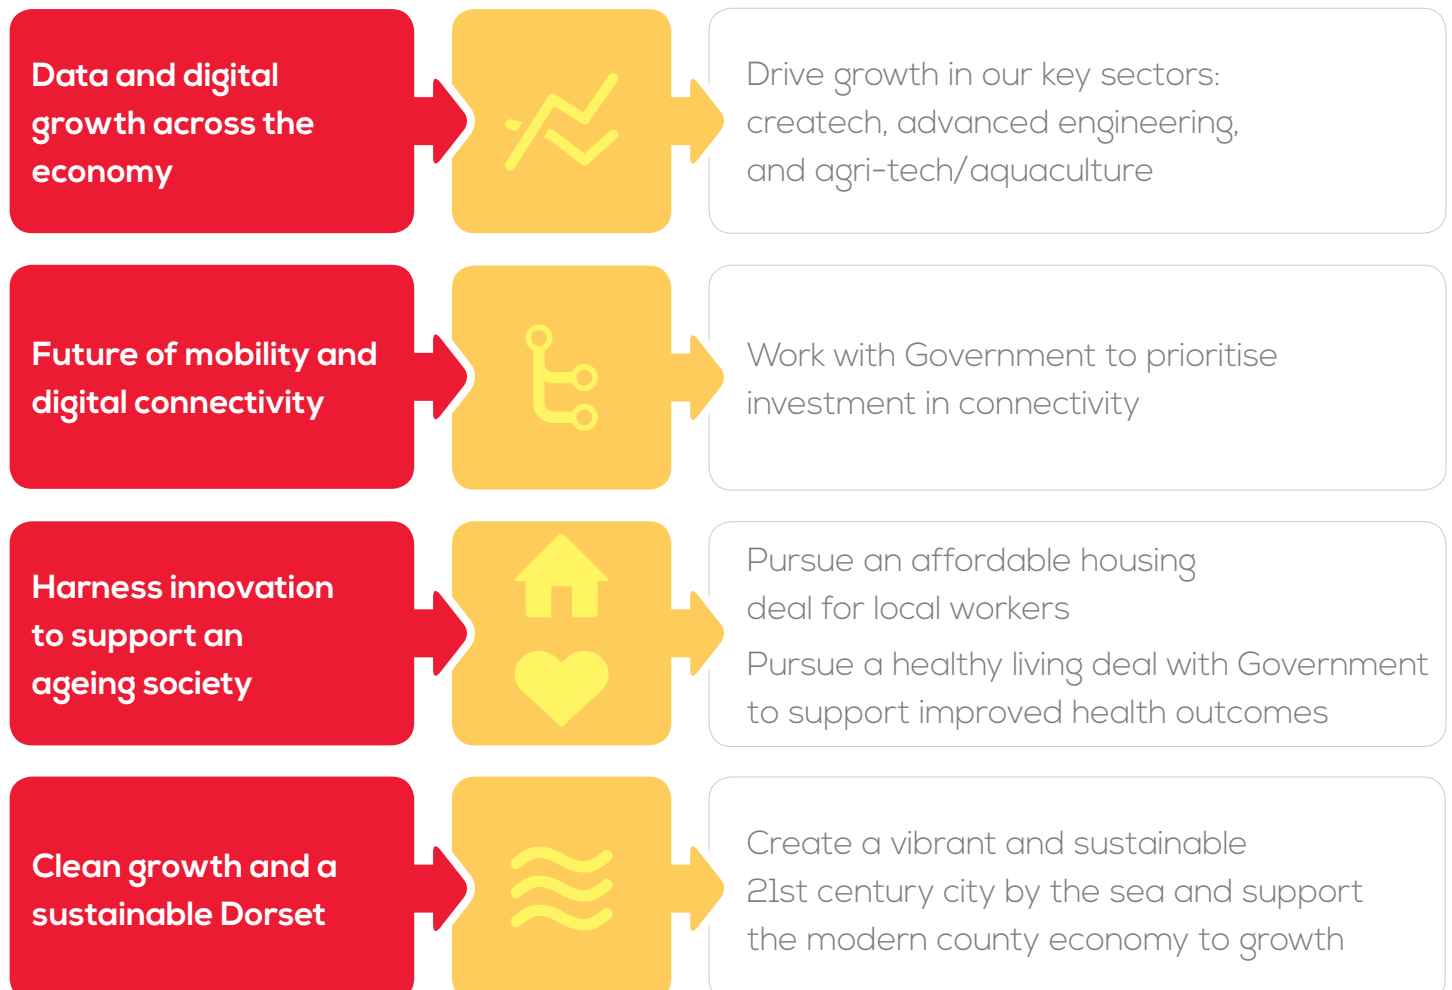 Data and digital
growth across the
economy
Drive growth in our key sectors:
createch, advanced engineering,
and agri-tech/aquaculture
Future of mobility and
digital connectivity
Work with Government to prioritise
investment in connectivity
Harness innovation
to support an
ageing society
Pursue an affordable housing
deal for local workers
Pursue a healthy living deal with Government
to support improved health outcomes
Clean growth and a
sustainable Dorset
Create a vibrant and sustainable
21st century city by the sea and support
the modern county economy to growth